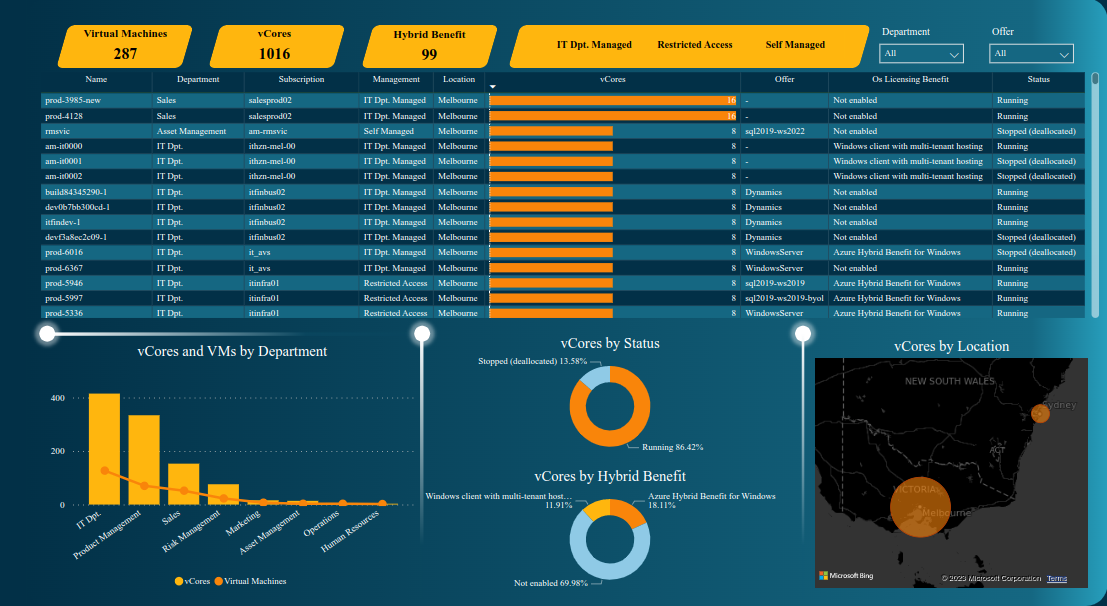 Virtual Machines
287
vCores
1016
Hybrid Benefit
99
IT Dpt. Managed Restricted Access Self Managed
Department
All
Offer
All
Name Department Subscription Management Location vCores Offer Os Licensing Benefit Status
prod-3985-new Sales salesprod02 IT Dpt. Managed Melbourne 16 - Not enabled Running
prod-4128 Sales salesprod02 IT Dpt. Managed Melbourne 16 - Not enabled Running
rmsvic Asset Management am-rmsvic Self Managed Melbourne 8 sql2019-ws2022 Not enabled Stopped (deallocated)
am-it0000 IT Dpt. ithzn-mel-00 IT Dpt. Managed Melbourne 8 - Windows client with multi-tenant hosting Running
am-it0001 IT Dpt. ithzn-mel-00 IT Dpt. Managed Melbourne 8 - Windows client with multi-tenant hosting Stopped (deallocated)
am-it0002 IT Dpt. ithzn-mel-00 IT Dpt. Managed Melbourne 8 - Windows client with multi-tenant hosting Stopped (deallocated)
build84345290-1 IT Dpt. itfinbus02 IT Dpt. Managed Melbourne 8 Dynamics Not enabled Running
dev0b7bb300cd-1 IT Dpt. itfinbus02 IT Dpt. Managed Melbourne 8 Dynamics Not enabled Running
itfindev-1 IT Dpt. itfinbus02 IT Dpt. Managed Melbourne 8 Dynamics Not enabled Running
devf3a8ec2c09-1 IT Dpt. itfinbus02 IT Dpt. Managed Melbourne 8 Dynamics Not enabled Stopped (deallocated)
prod-6016 IT Dpt. it_avs IT Dpt. Managed Melbourne 8 WindowsServer Azure Hybrid Benefit for Windows Stopped (deallocated)
prod-6367 IT Dpt. it_avs IT Dpt. Managed Melbourne 8 WindowsServer Not enabled Running
prod-5946 IT Dpt. itinfra01 Restricted Access Melbourne 8 sql2019-ws2019 Azure Hybrid Benefit for Windows Running
prod-5997 IT Dpt. itinfra01 Restricted Access Melbourne 8 sql2019-ws2019-byol Azure Hybrid Benefit for Windows Running
prod-5336 IT Dpt. itinfra01 Restricted Access Melbourne 8 WindowsServer Azure Hybrid Benefit for Windows Running
vCores and VMs by Department
400
200
0
IT Dpt.
Product Management
Sales
Risk Management
Marketing
Asset Management
Operations
Human Resources
vCores Virtual Machines
vCores by Status
Stopped (deallocated) 13.58%
Running 86.42%
vCores by Hybrid Benefit
Windows client with multi-tenant host...
11.91%
Azure Hybrid Benefit for Windows
18.11%
Not enabled 69.98%
vCores by Location
NEW SOUTH WALES
Sydney
ACT
VICTORIA
Melbourne
Microsoft Bing
© 2023 Microsoft Corporation Terms